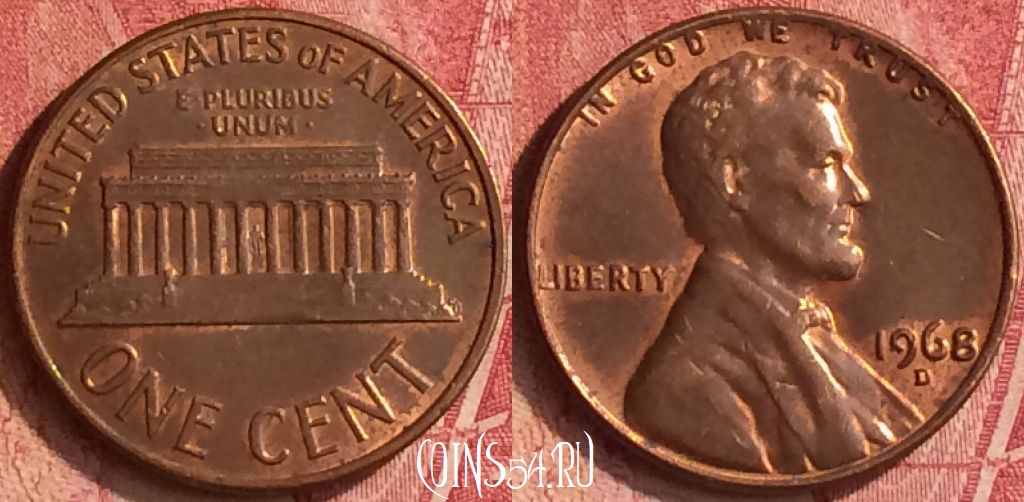 UNITED STATES OF AMERICA
E·PLURIBUS
·UNUM·
ONE CENT
IN GOD WE TRUST
LIBERTY
1968
D
COINS54.RU